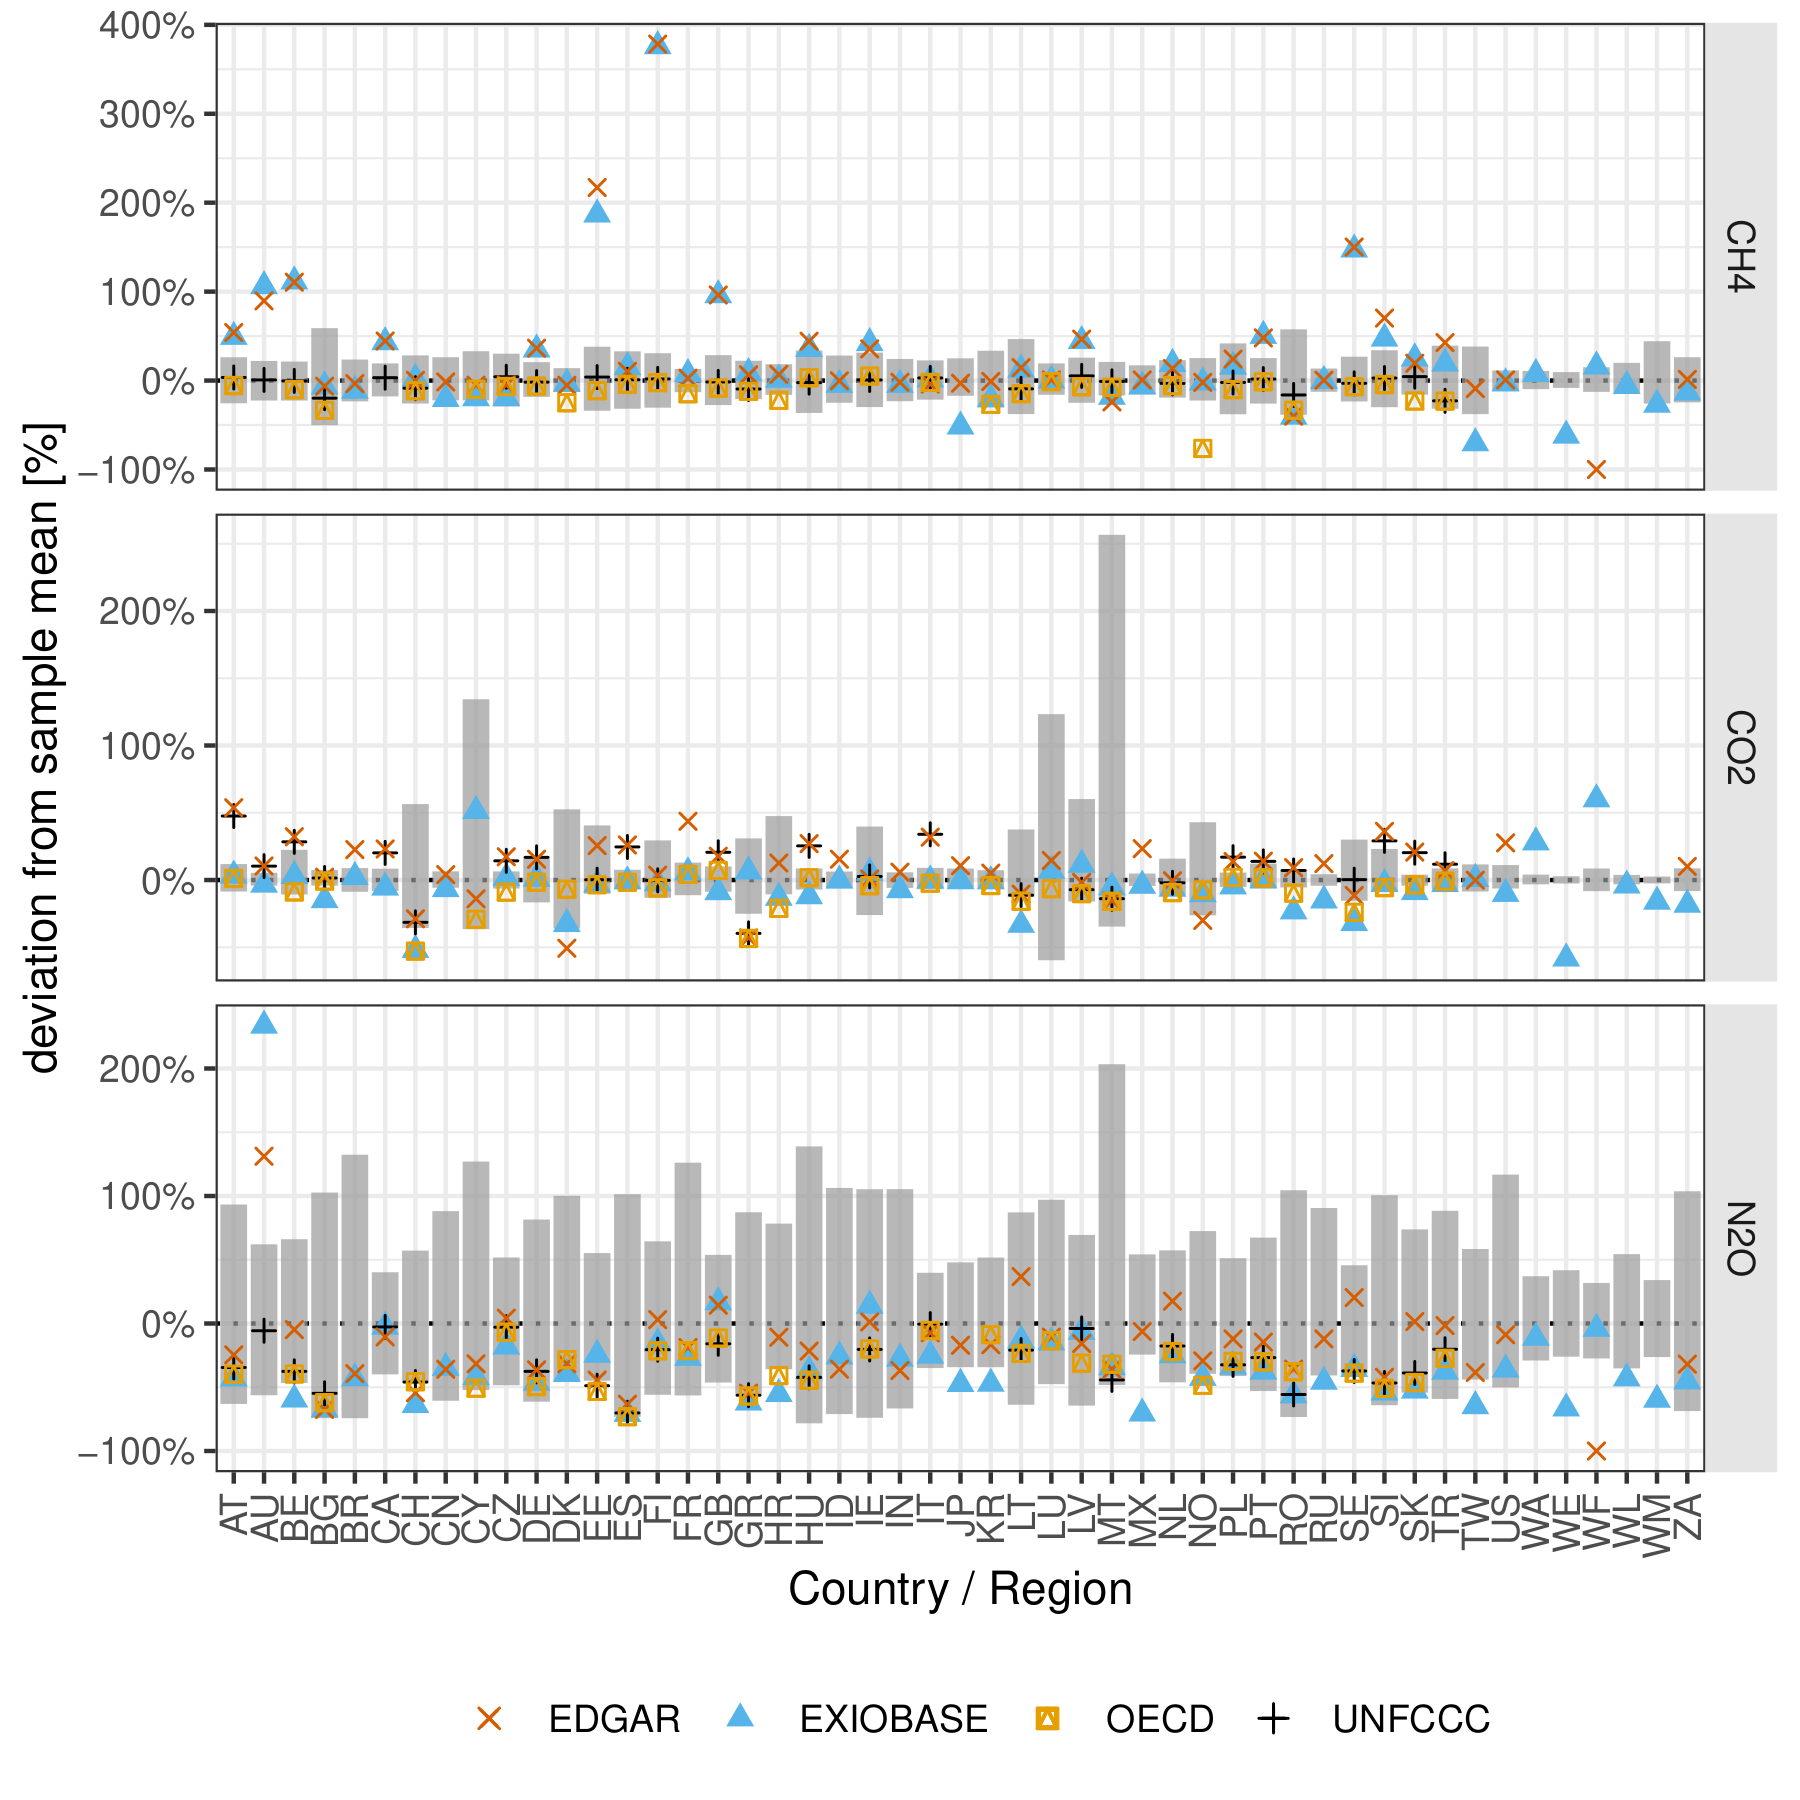 400%
300%
200%
100%
0%
−100%
CH4
200%
100%
0%
CO2
200%
100%
0%
−100%
N2O
deviation from sample mean [%]
AT AU BE BG BR CA CH CN CY CZ DE DK EE ES FI FR GB GR HR HU ID IE IN IT JP KR LT LU LV MT MX NL NO PL PT RO RU SE SI SK TR TW US WA WE WF WL WM ZA
Country / Region
EDGAR EXIOBASE OECD UNFCCC